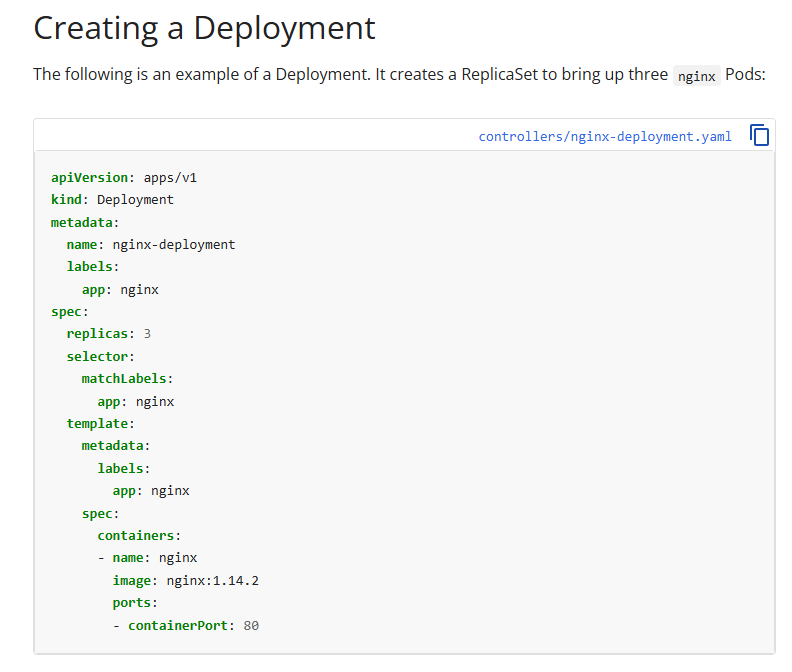 Creating a Deployment
The following is an example of a Deployment. It creates a ReplicaSet to bring up three nginx Pods:
controllers/nginx-deployment.yaml
apiVersion: apps/v1
kind: Deployment
metadata:
  name: nginx-deployment
  labels:
    app: nginx
spec:
  replicas: 3
  selector:
    matchLabels:
      app: nginx
  template:
    metadata:
      labels:
        app: nginx
    spec:
      containers:
      - name: nginx
        image: nginx:1.14.2
        ports:
        - containerPort: 80